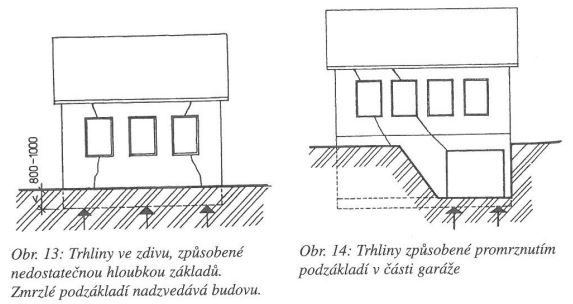 < 800–1000
Obr. 13: Trhliny ve zdivu, způsobené
nedostatečnou hloubkou základů.
Zmrzlé podzákladí nadzvedává budovu.
Obr. 14: Trhliny způsobené promrznutím
podzákladí v části garáže